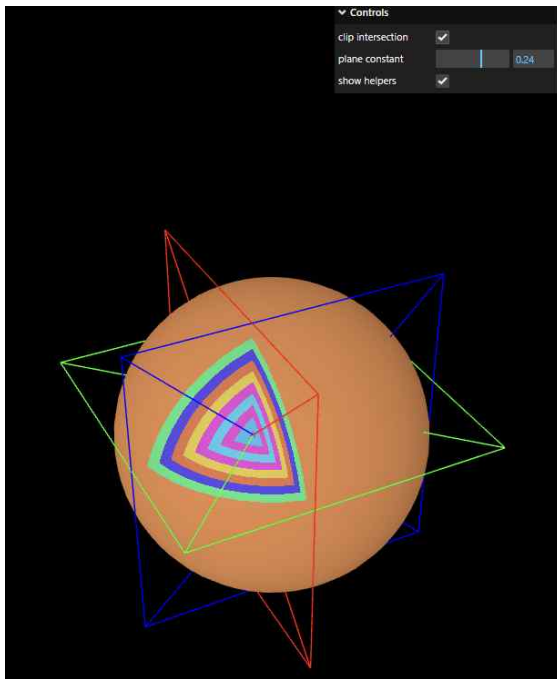 Controls
clip intersection
plane constant 0.24
show helpers